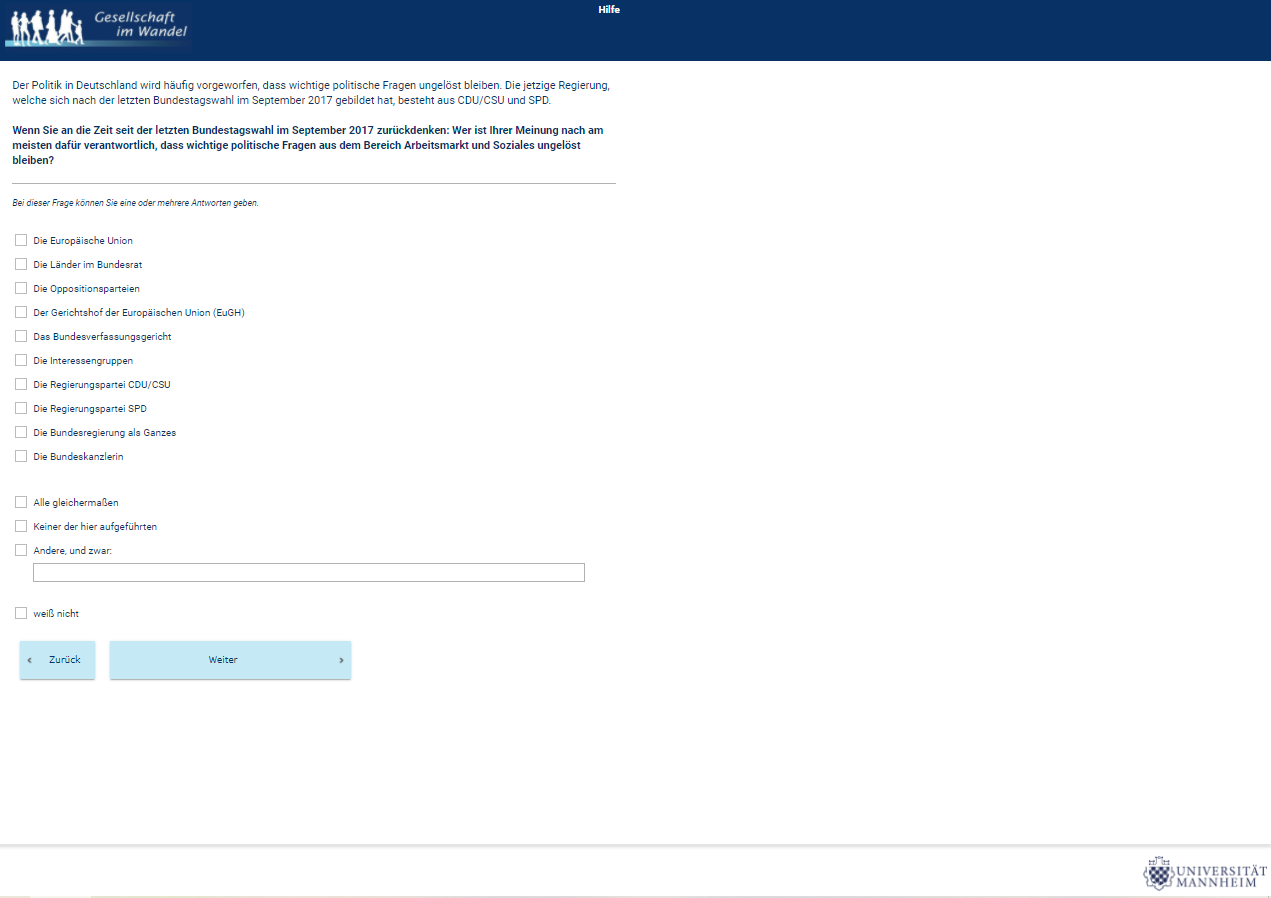 Gesellschaft
im Wandel
Hilfe
Der Politik in Deutschland wird häufig vorgeworfen, dass wichtige politische Fragen ungelöst bleiben. Die jetzige Regierung,
welche sich nach der letzten Bundestagswahl im September 2017 gebildet hat, besteht aus CDU/CSU und SPD.
Wenn Sie an die Zeit seit der letzten Bundestagswahl im September 2017 zurückdenken: Wer ist Ihrer Meinung nach am
meisten dafür verantwortlich, dass wichtige politische Fragen aus dem Bereich Arbeitsmarkt und Soziales ungelöst
bleiben?
Bei dieser Frage können Sie eine oder mehrere Antworten geben.
Die Europäische Union
Die Länder im Bundesrat
Die Oppositionsparteien
Der Gerichtshof der Europäischen Union (EuGH)
Das Bundesverfassungsgericht
Die Interessengruppen
Die Regierungspartei CDU/CSU
Die Regierungspartei SPD
Die Bundesregierung als Ganzes
Die Bundeskanzlerin
Alle gleichermaßen
Keiner der hier aufgeführten
Andere, und zwar:
weiß nicht
‹ Zurück
Weiter ›
UNIVERSITÄT
MANNHEIM